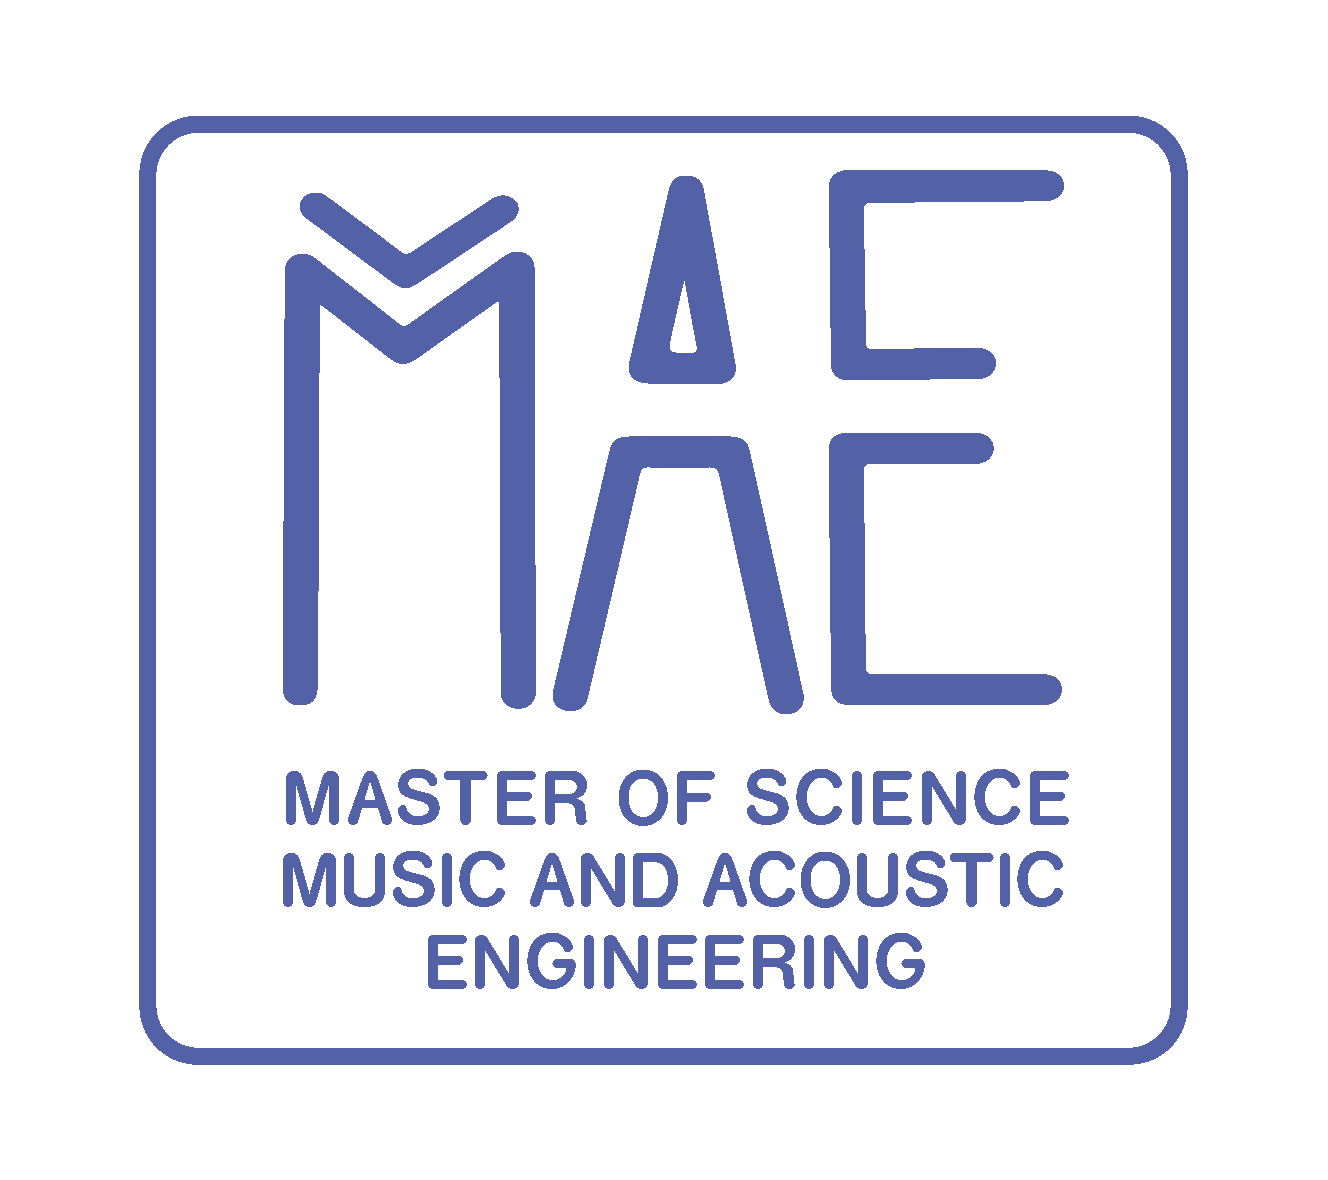 MAE
MASTER OF SCIENCE
MUSIC AND ACOUSTIC
ENGINEERING